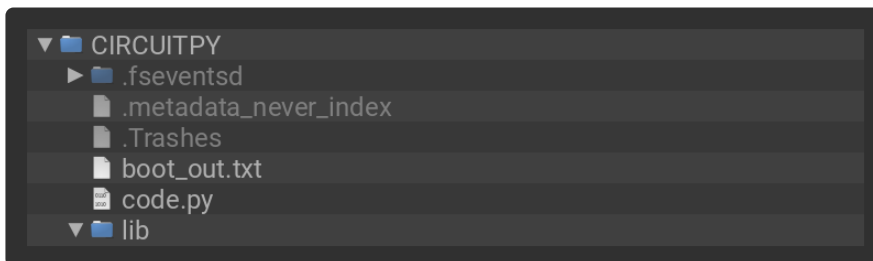 CIRCUITPY
.fseventsd
.metadata_never_index
.Trashes
boot_out.txt
code.py
lib